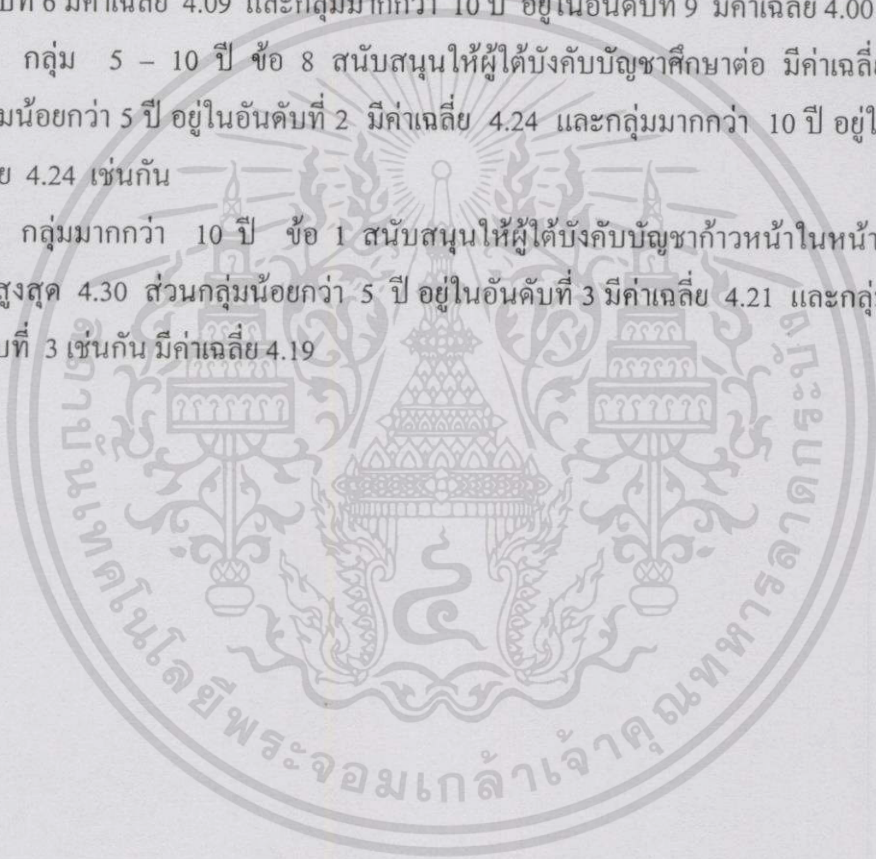 บที่ 6 มีค่าเฉลี่ย 4.09 และกลุ่มมากกว่า 10 ปี อยู่ในอันดับที่ 9 มีค่าเฉลี่ย 4.00
กลุ่ม 5 – 10 ปี ข้อ 8 สนับสนุนให้ผู้ใต้บังคับบัญชาศึกษาต่อ มีค่าเฉลี่
มน้อยกว่า 5 ปี อยู่ในอันดับที่ 2 มีค่าเฉลี่ย 4.24 และกลุ่มมากกว่า 10 ปี อยู่ใ
ย 4.24 เช่นกัน
กลุ่มมากกว่า 10 ปี ข้อ 1 สนับสนุนให้ผู้ใต้บังคับบัญชาก้าวหน้าในหน้า
สูงสุด 4.30 ส่วนกลุ่มน้อยกว่า 5 ปี อยู่ในอันดับที่ 3 มีค่าเฉลี่ย 4.21 และกลุ่
บที่ 3 เช่นกัน มีค่าเฉลี่ย 4.19
สถาบันเทคโนโลยีพระจอมเกล้าเจ้าคุณทหารลาดกระบัง